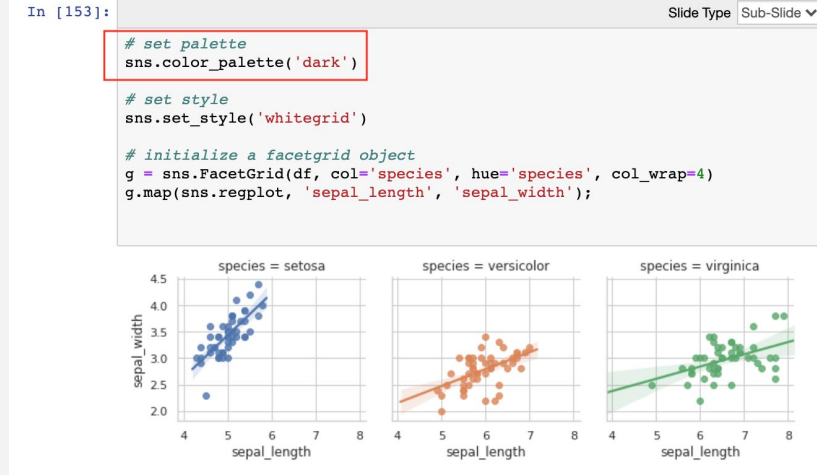 In [153]:
Slide Type Sub-Slide
# set palette
sns.color_palette('dark')
# set style
sns.set_style('whitegrid')
# initialize a facetgrid object
g = sns.FacetGrid(df, col='species', hue='species', col_wrap=4)
g.map(sns.regplot, 'sepal_length', 'sepal_width');
species = setosa
species = versicolor
species = virginica
4.5
4.0
3.5
3.0
2.5
2.0
sepal_width
4 5 6 7 8
4 5 6 7 8
4 5 6 7 8
sepal_length
sepal_length
sepal_length